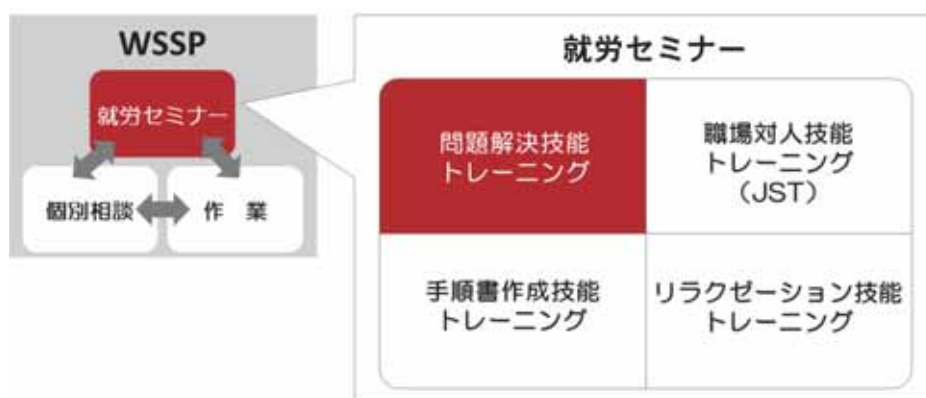 WSSP
就労セミナー
個別相談
作　業
就労セミナー
問題解決技能
トレーニング
職場対人技能
トレーニング
（JST）
手順書作成技能
トレーニング
リラクゼーション技能
トレーニング